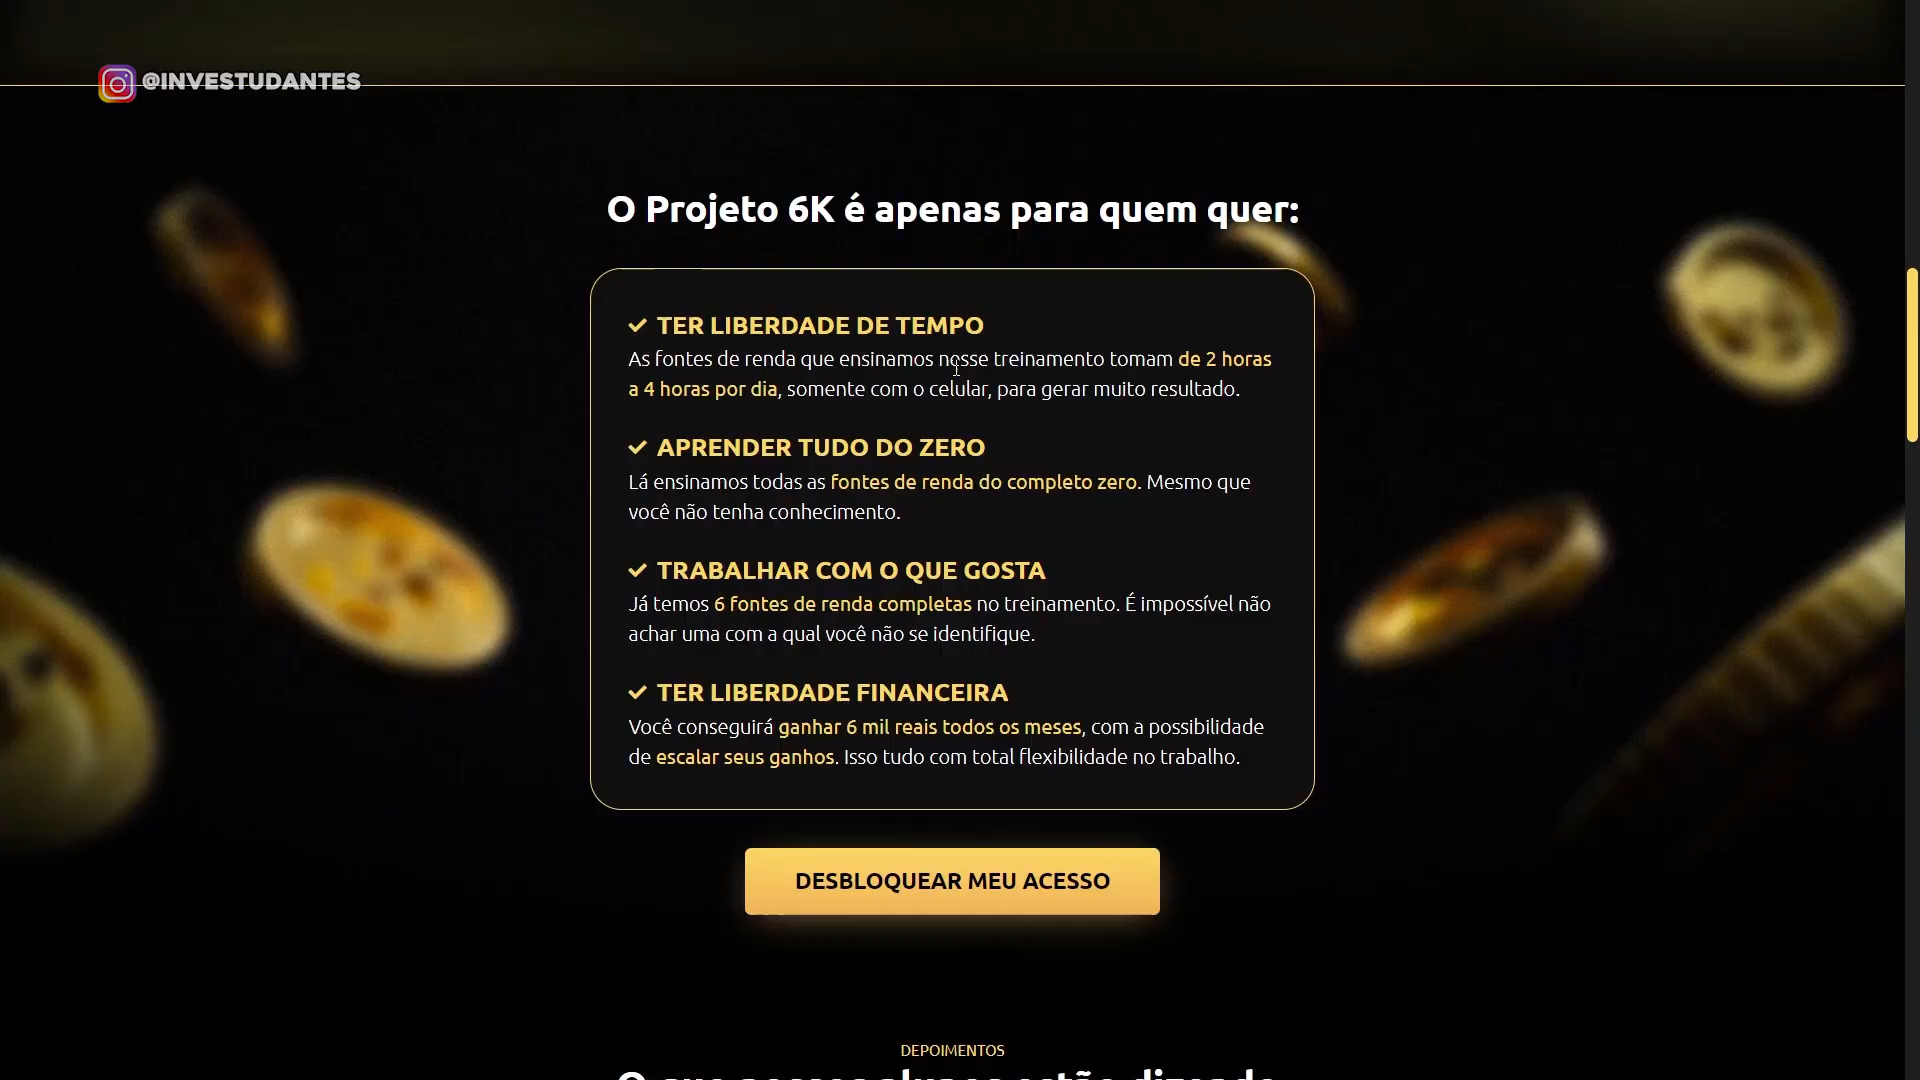 @INVESTUDANTES
O Projeto 6K é apenas para quem quer:
TER LIBERDADE DE TEMPO
As fontes de renda que ensinamos nesse treinamento tomam de 2 horas
a 4 horas por dia, somente com o celular, para gerar muito resultado.
APRENDER TUDO DO ZERO
Lá ensinamos todas as fontes de renda do completo zero. Mesmo que
você não tenha conhecimento.
TRABALHAR COM O QUE GOSTA
Já temos 6 fontes de renda completas no treinamento. É impossível não
achar uma com a qual você não se identifique.
TER LIBERDADE FINANCEIRA
Você conseguirá ganhar 6 mil reais todos os meses, com a possibilidade
de escalar seus ganhos. Isso tudo com total flexibilidade no trabalho.
DESBLOQUEAR MEU ACESSO
DEPOIMENTOS
O que nossos alunos estão dizendo